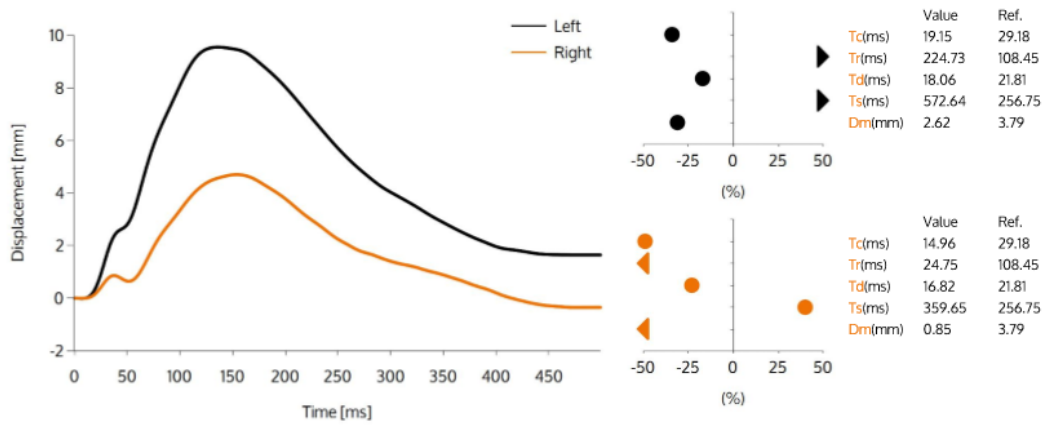 Displacement [mm]
10
8
6
4
2
0
-2
0 50 100 150 200 250 300 350 400 450
Time [ms]
Left
Right
-50 -25 0 25 50
(%)
Value Ref.
Tc(ms) 19.15 29.18
Tr(ms) 224.73 108.45
Td(ms) 18.06 21.81
Ts(ms) 572.64 256.75
Dm(mm) 2.62 3.79
-50 -25 0 25 50
(%)
Value Ref.
Tc(ms) 14.96 29.18
Tr(ms) 24.75 108.45
Td(ms) 16.82 21.81
Ts(ms) 359.65 256.75
Dm(mm) 0.85 3.79